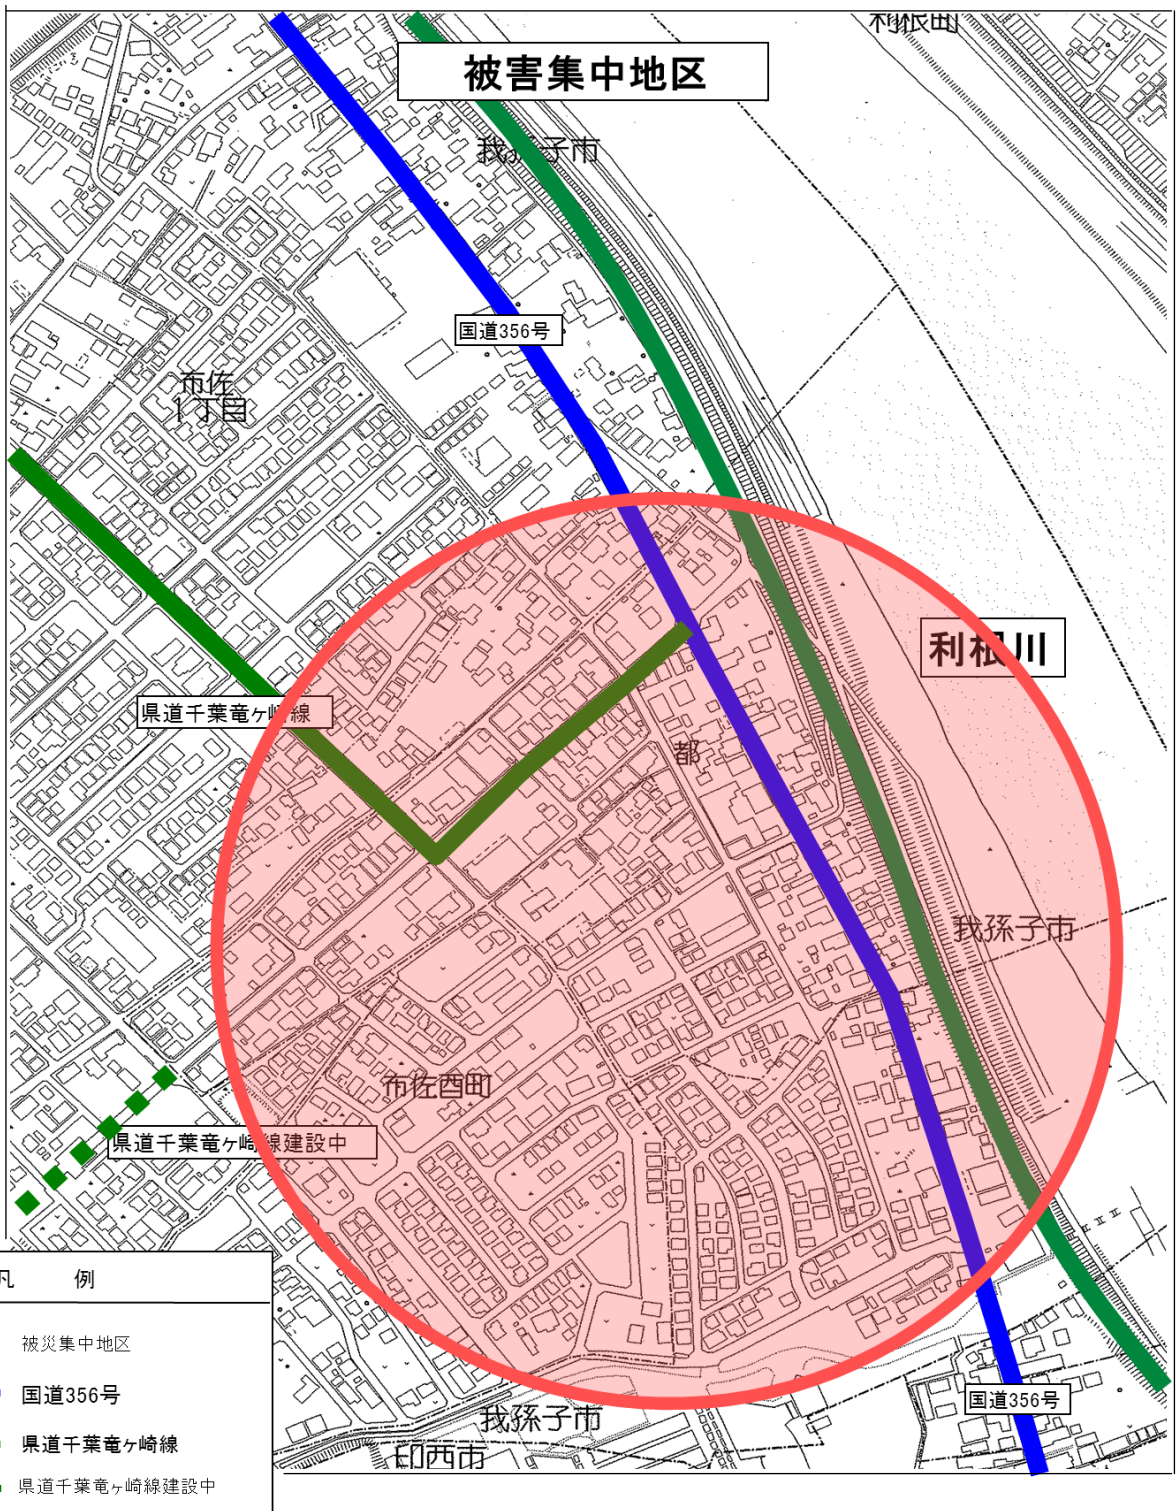 利根町
被害集中地区
我孫子市
国道356号
布佐
1丁目
利根川
県道千葉竜ヶ崎線
都
我孫子市
布佐酉町
県道千葉竜ヶ崎線建設中
凡 例
被災集中地区
国道356号
国道356号
県道千葉竜ヶ崎線
県道千葉竜ヶ崎線建設中
我孫子市
印西市